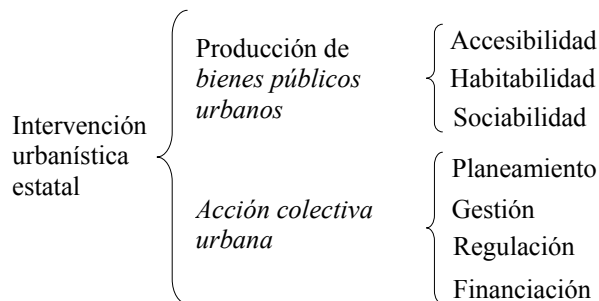 Intervención
urbanística
estatal
Producción de
bienes públicos
urbanos
Accesibilidad
Habitabilidad
Sociabilidad
Acción colectiva
urbana
Planeamiento
Gestión
Regulación
Financiación